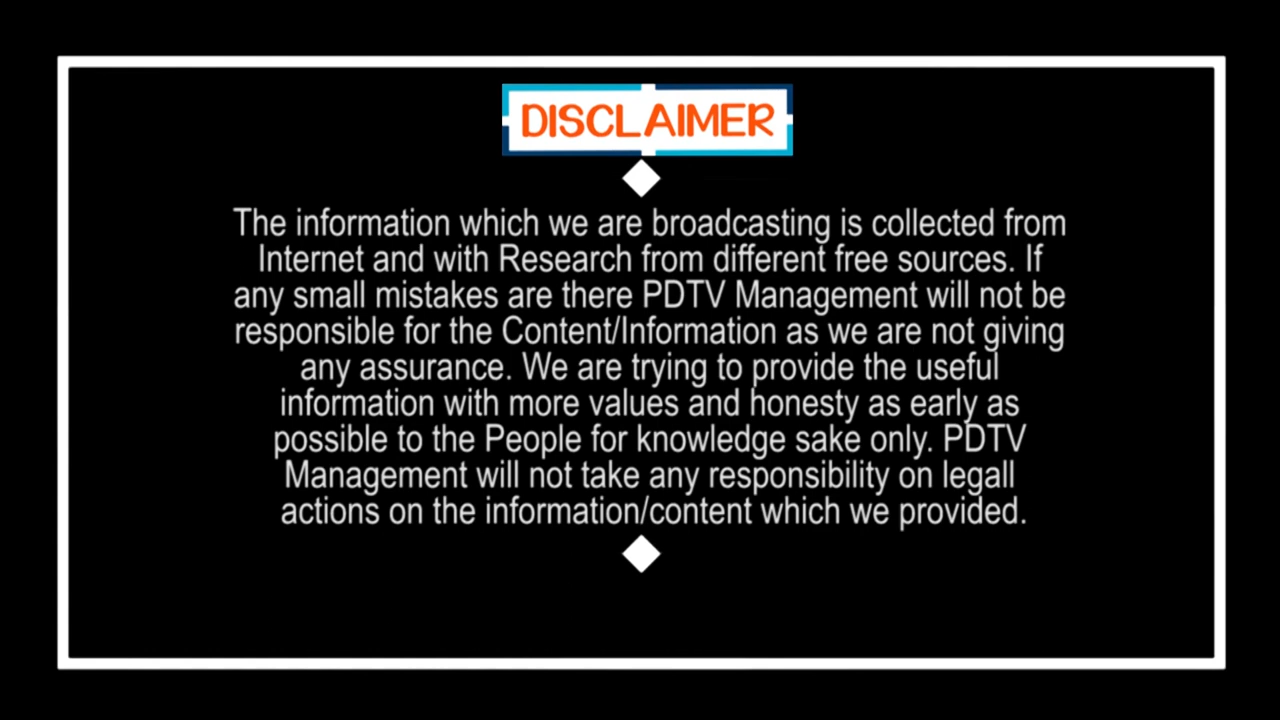 DISCLAIMER
The information which we are broadcasting is collected from
Internet and with Research from different free sources. If
any small mistakes are there PDTV Management will not be
responsible for the Content/Information as we are not giving
any assurance. We are trying to provide the useful
information with more values and honesty as early as
possible to the People for knowledge sake only. PDTV
Management will not take any responsibility on legall
actions on the information/content which we provided.